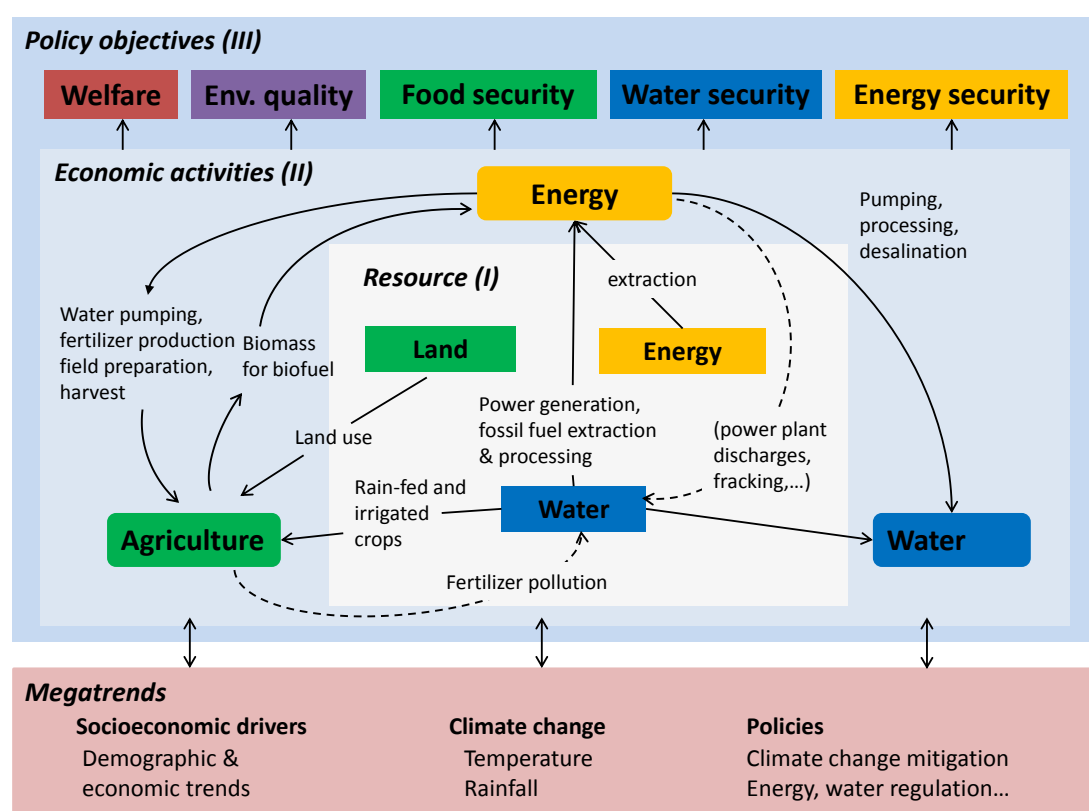 Policy objectives (III)
Welfare
Env. quality
Food security
Water security
Energy security
Economic activities (II)
Energy
Pumping,
processing,
desalination
Resource (I)
extraction
Water pumping,
fertilizer production
field preparation,
harvest
Biomass
for biofuel
Land
Energy
Land use
Power generation,
fossil fuel extraction
& processing
(power plant
discharges,
fracking,...)
Rain-fed and
irrigated
crops
Water
Agriculture
Water
Fertilizer pollution
Megatrends
Socioeconomic drivers
Demographic &
economic trends
Climate change
Temperature
Rainfall
Policies
Climate change mitigation
Energy, water regulation...